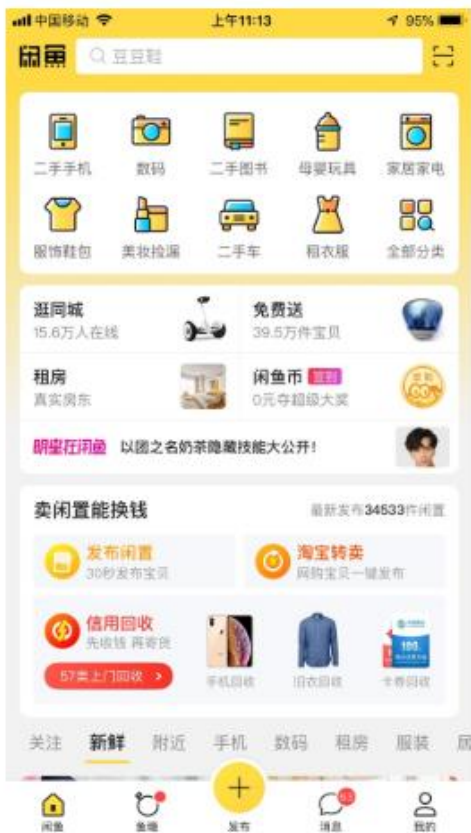 中国移动 上午11:13 95%
闲鱼 豆豆鞋
二手手机 数码 二手图书 母婴玩具 家居家电
服饰鞋包 美妆捡漏 二手车 租衣服 全部分类
逛同城 免费送
15.6万人在线 39.5万件宝贝
租房 闲鱼币 签到
真实房东 0元夺超级大奖
明星在闲鱼 以团之名奶茶隐藏技能大公开!
卖闲置能换钱 最新发布34533件闲置
发布闲置 淘宝转卖
30秒发布宝贝 网购宝贝一键发布
信用回收
先收钱 再寄货
100
57类上门回收 > 手机回收 旧衣回收 卡券回收
关注 新鲜 附近 手机 数码 租房 服装 居
闲鱼 鱼塘 发布 消息 53 我的